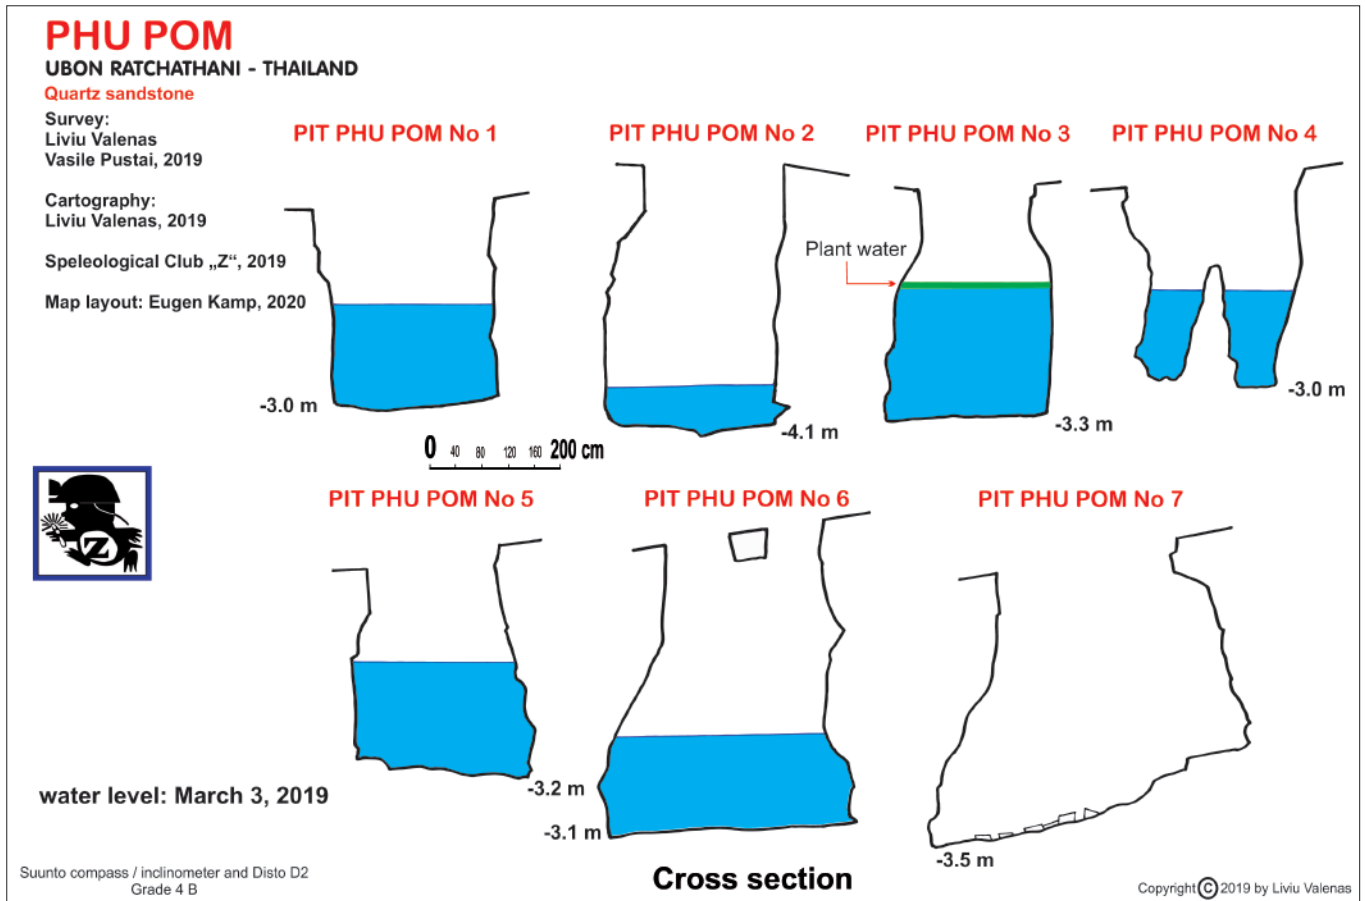 PHU POM
UBON RATCHATHANI - THAILAND
Quartz sandstone
Survey:
Liviu Valenas
Vasile Pustai, 2019
Cartography:
Liviu Valenas, 2019
Speleological Club „Z“, 2019
Map layout: Eugen Kamp, 2020
PIT PHU POM No 1
-3.0 m
PIT PHU POM No 2
-4.1 m
PIT PHU POM No 3
Plant water
-3.3 m
PIT PHU POM No 4
-3.0 m
0 40 80 120 160 200 cm
Z
PIT PHU POM No 5
-3.2 m
PIT PHU POM No 6
-3.1 m
PIT PHU POM No 7
-3.5 m
water level: March 3, 2019
Suunto compass / inclinometer and Disto D2
Grade 4 B
Cross section
Copyright © 2019 by Liviu Valenas